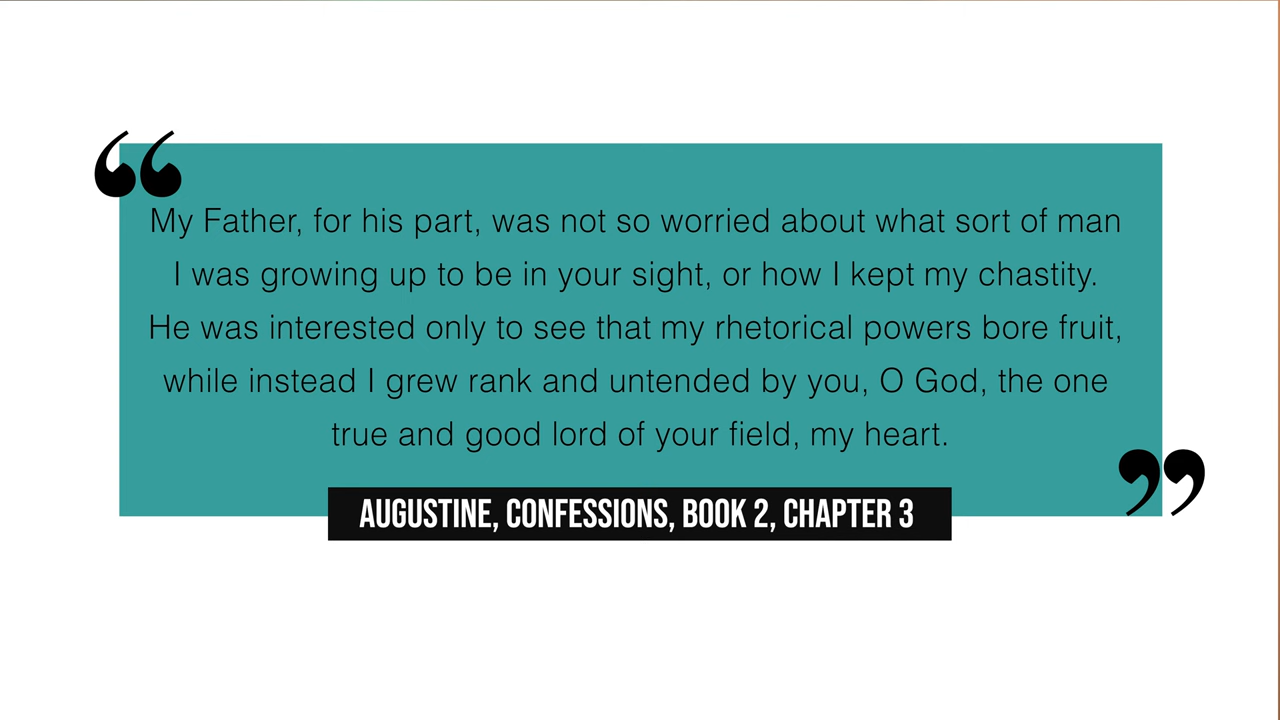 “
My Father, for his part, was not so worried about what sort of man
I was growing up to be in your sight, or how I kept my chastity.
He was interested only to see that my rhetorical powers bore fruit,
while instead I grew rank and untended by you, O God, the one
true and good lord of your field, my heart.
”
AUGUSTINE, CONFESSIONS, BOOK 2, CHAPTER 3